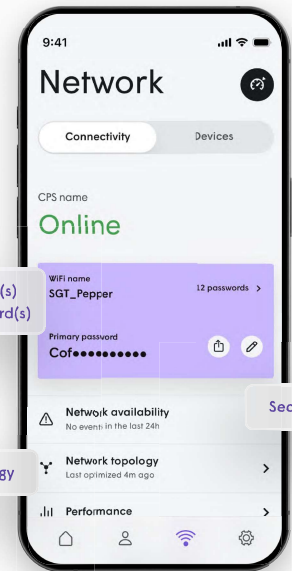 9:41
Network
Connectivity
Devices
CPS name
Online
(s)
rd(s)
WiFi name
SGT_Pepper
12 passwords >
Primary password
Cof●●●●●●●●●●
Network availability
No events in the last 24h
Sec
gy
Network topology
Last optimized 4m ago
Performance